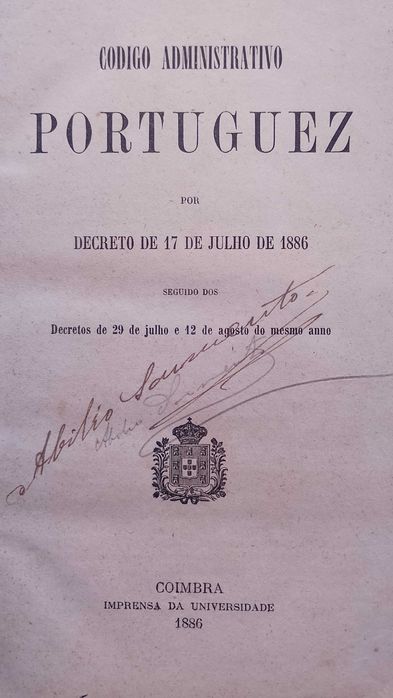 CODIGO ADMINISTRATIVO
PORTUGUEZ
POR
DECRETO DE 17 DE JULHO DE 1886
SEGUIDO DOS
Decretos de 29 de julho e 12 de agosto do mesmo anno
Abilio
COIMBRA
IMPRENSA DA UNIVERSIDADE
1886